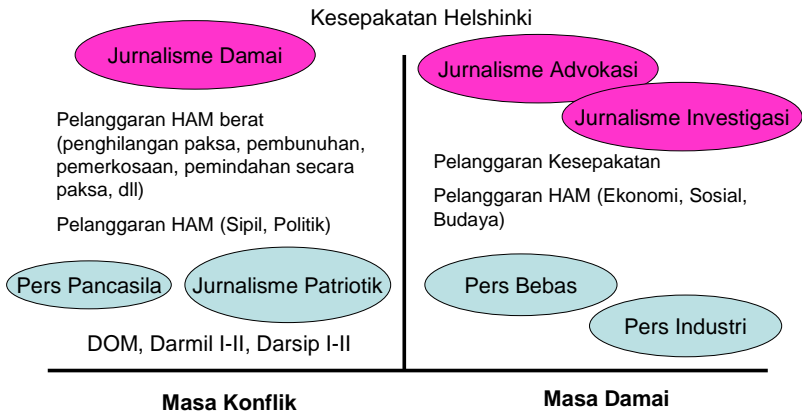 Kesepakatan Helshinki
Jurnalisme Damai
Pelanggaran HAM berat
(penghilangan paksa, pembunuhan,
pemerkosaan, pemindahan secara
paksa, dll)
Pelanggaran HAM (Sipil, Politik)
Pers Pancasila
Jurnalisme Patriotik
DOM, Darmil I-II, Darsip I-II
Masa Konflik
Jurnalisme Advokasi
Jurnalisme Investigasi
Pelanggaran Kesepakatan
Pelanggaran HAM (Ekonomi, Sosial,
Budaya)
Pers Bebas
Pers Industri
Masa Damai